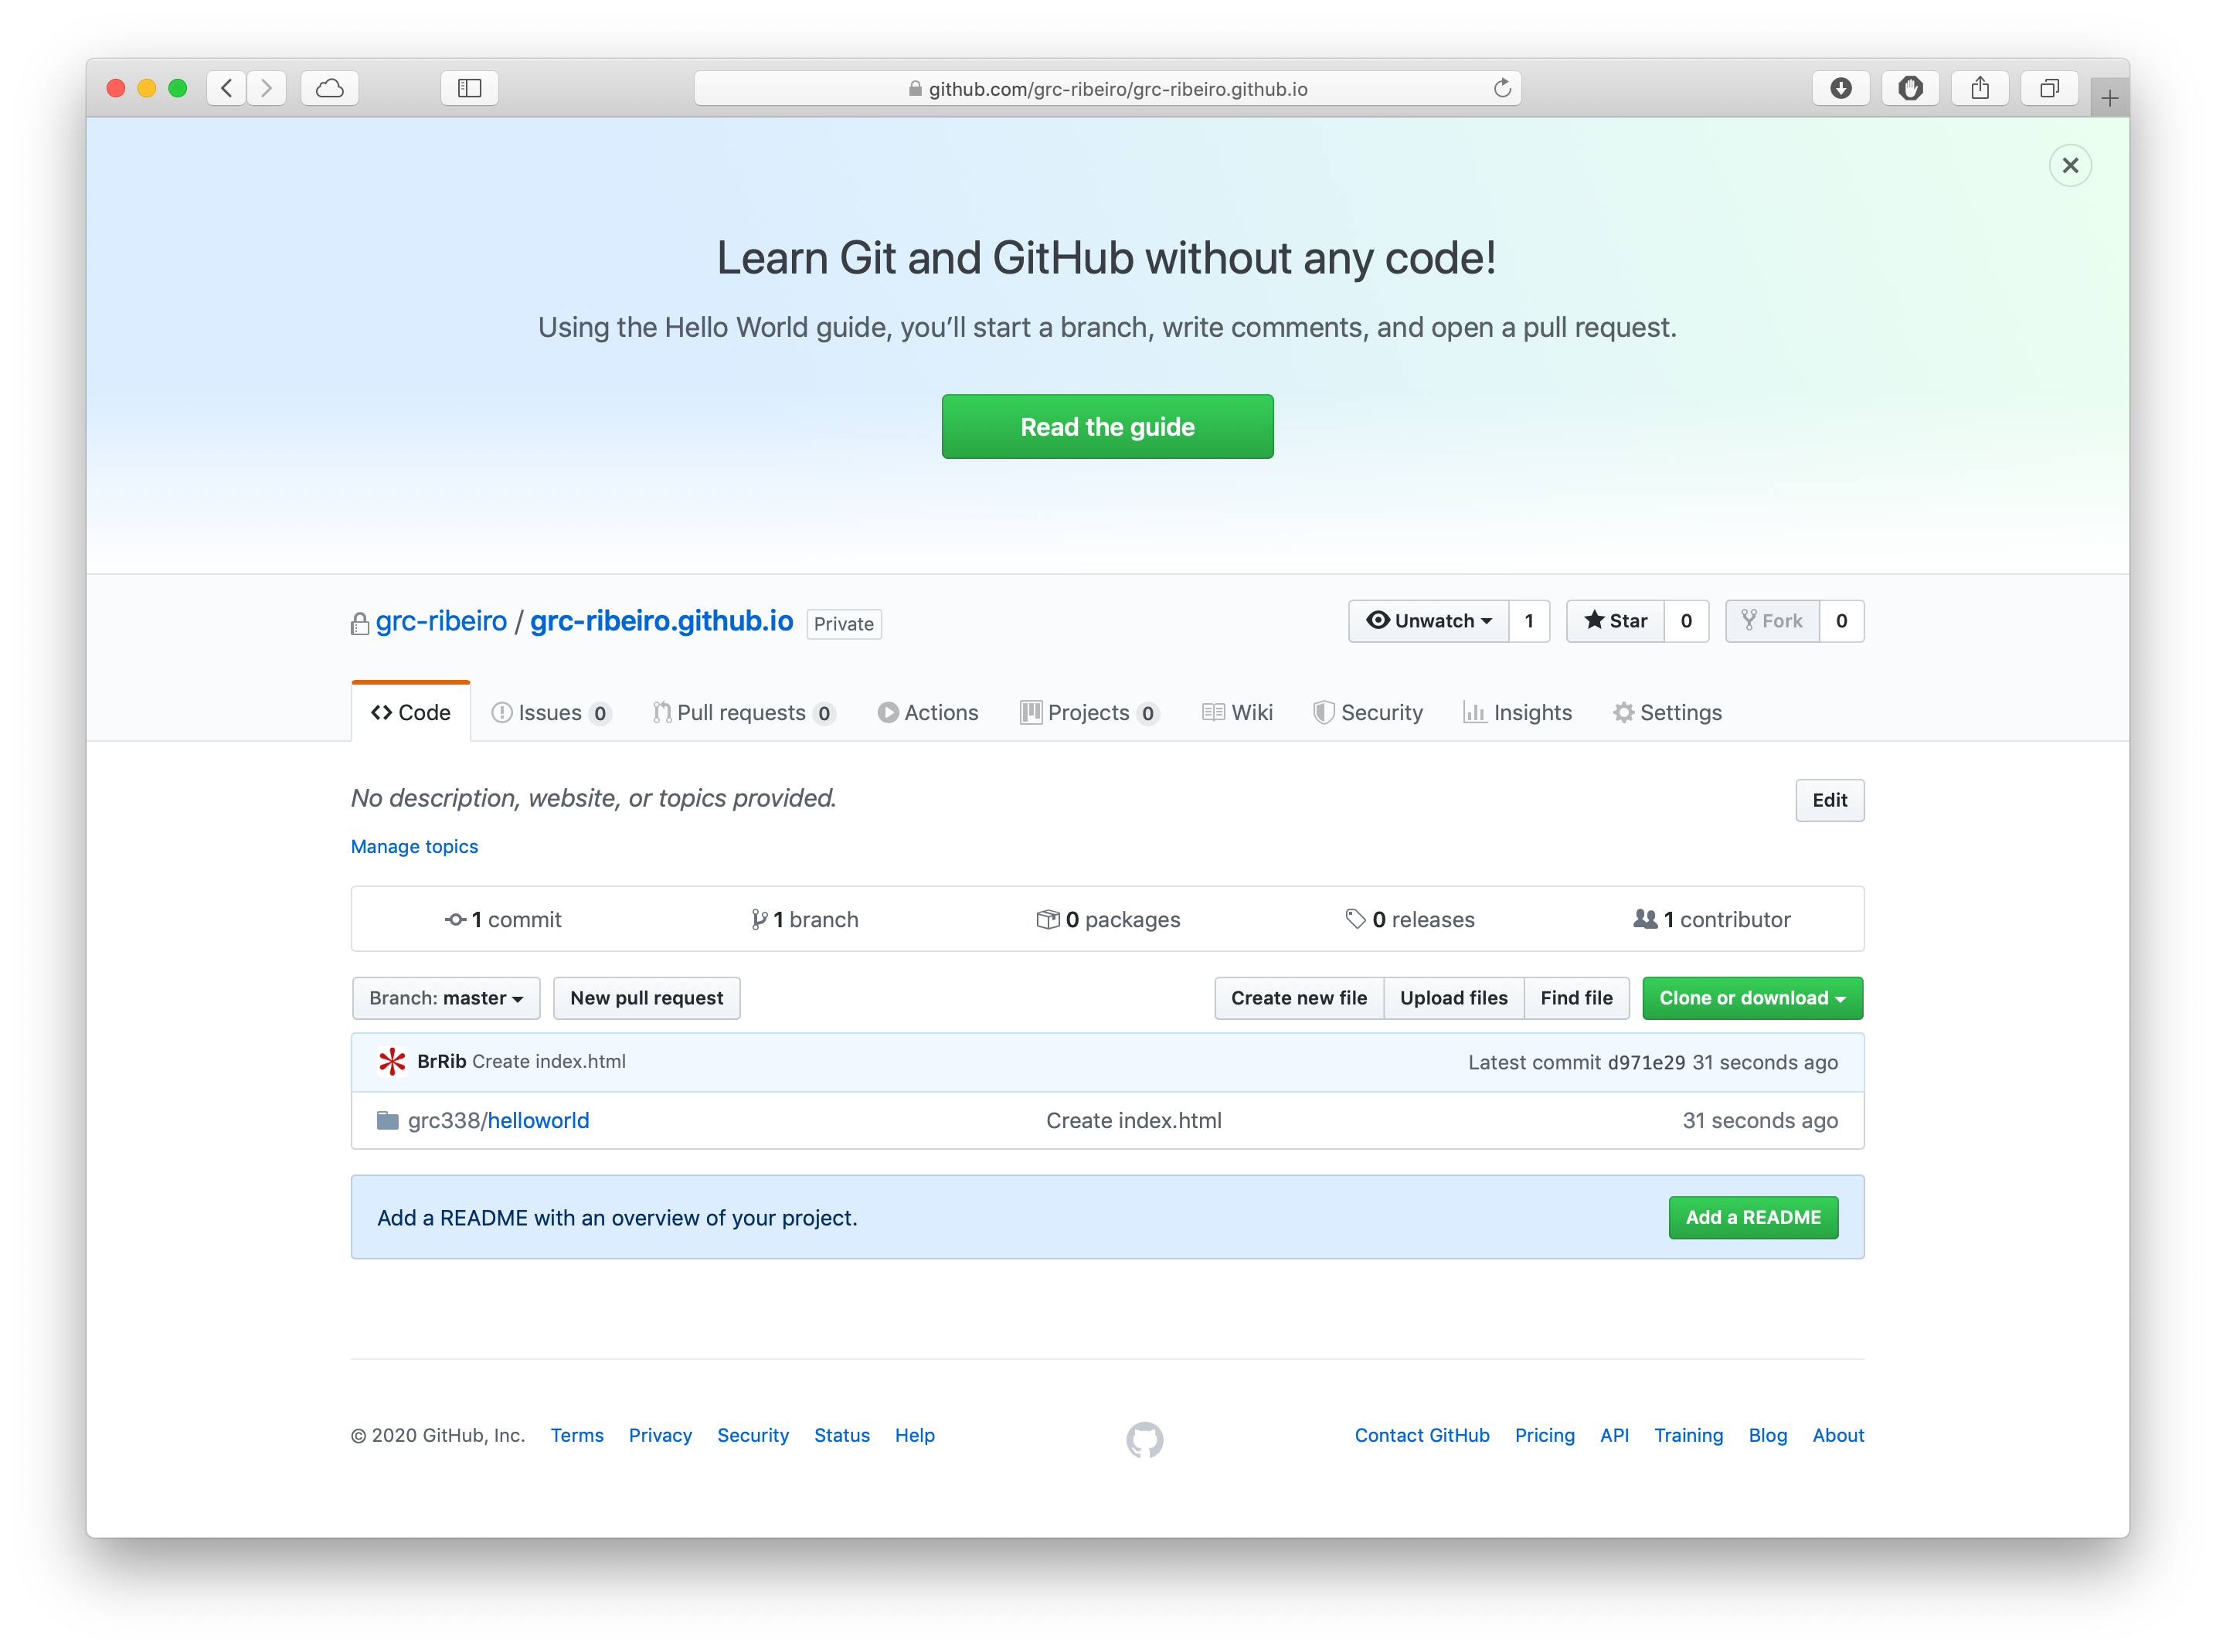 github.com/grc-ribeiro/grc-ribeiro.github.io
Learn Git and GitHub without any code!
Using the Hello World guide, you’ll start a branch, write comments, and open a pull request.
Read the guide
grc-ribeiro / grc-ribeiro.github.io Private Unwatch 1 Star 0 Fork 0
Code Issues 0 Pull requests 0 Actions Projects 0 Wiki Security Insights Settings
No description, website, or topics provided. Edit
Manage topics
1 commit 1 branch 0 packages 0 releases 1 contributor
Branch: master New pull request Create new file Upload files Find file Clone or download
BrRib Create index.html Latest commit d971e29 31 seconds ago
grc338/helloworld Create index.html 31 seconds ago
Add a README with an overview of your project. Add a README
© 2020 GitHub, Inc. Terms Privacy Security Status Help Contact GitHub Pricing API Training Blog About